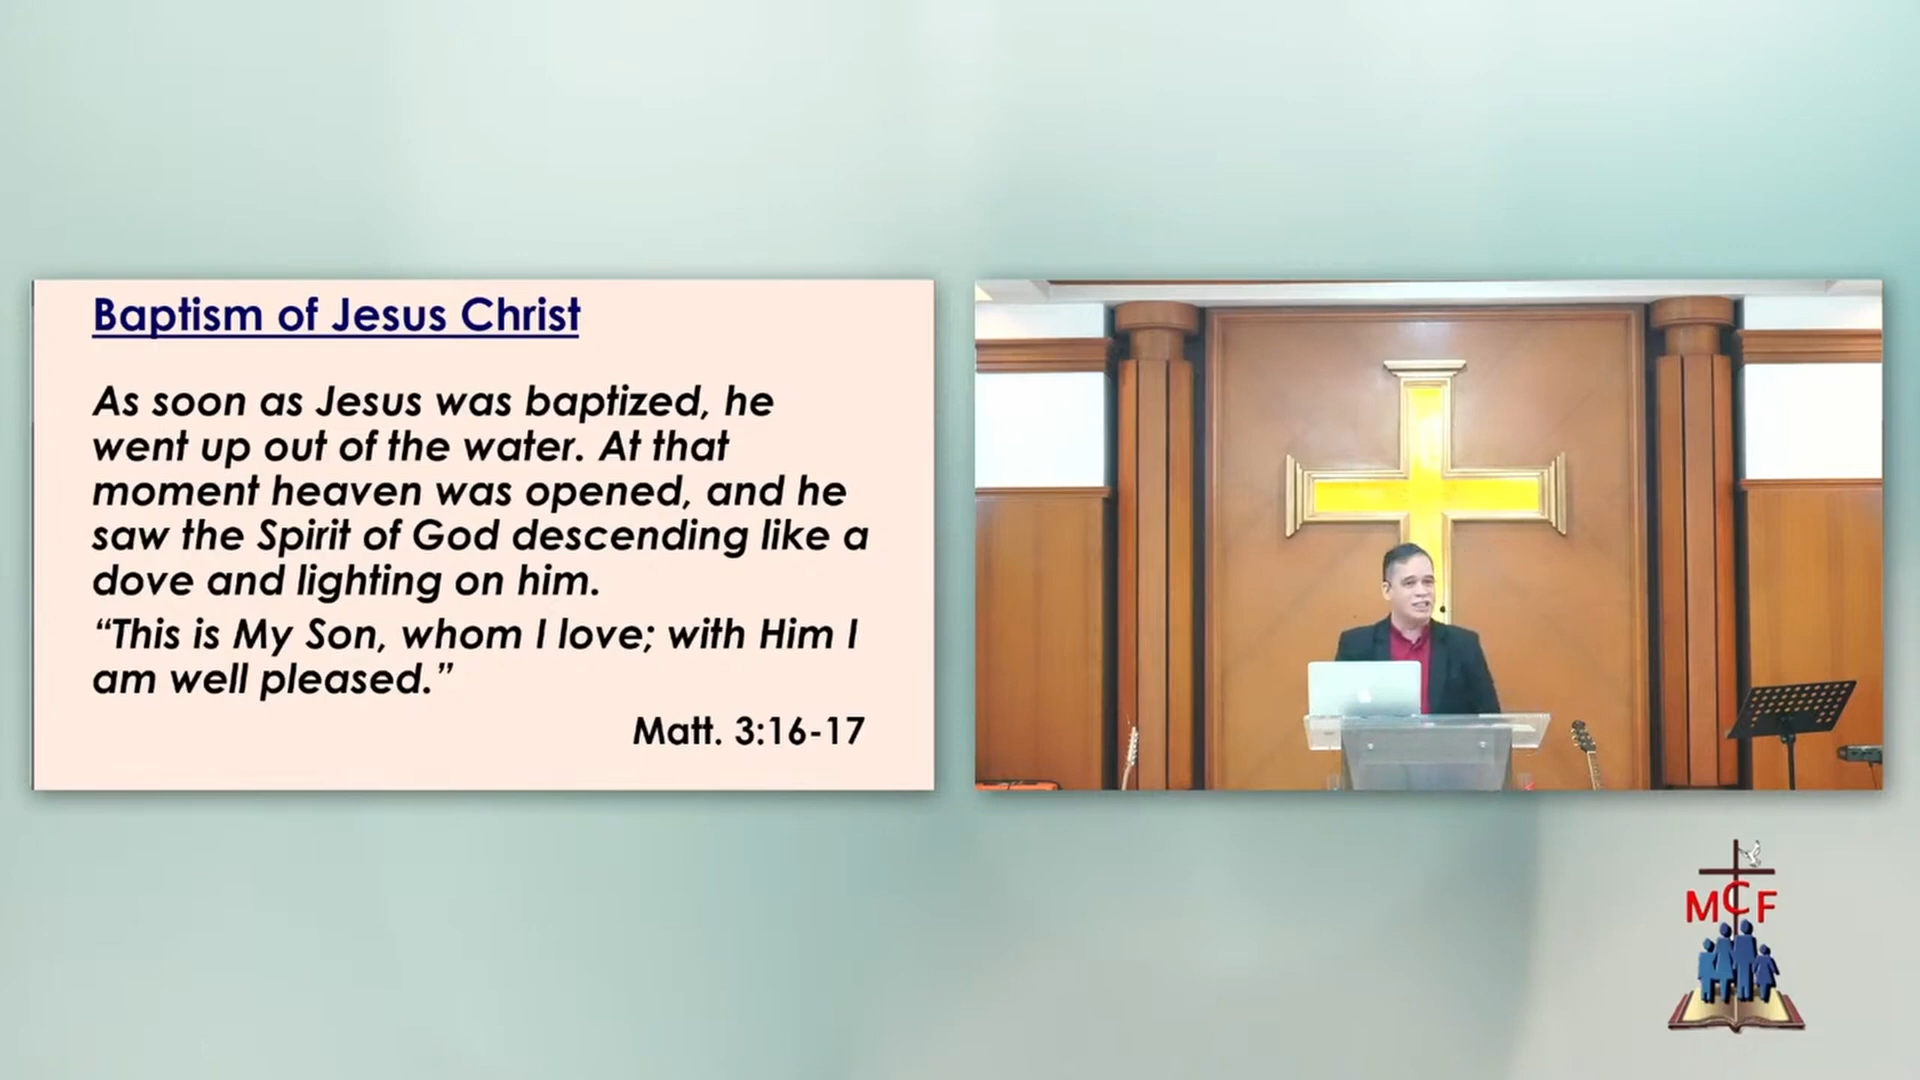 Baptism of Jesus Christ
As soon as Jesus was baptized, he
went up out of the water. At that
moment heaven was opened, and he
saw the Spirit of God descending like a
dove and lighting on him.
“This is My Son, whom I love; with Him I
am well pleased.”
Matt. 3:16-17
MCF